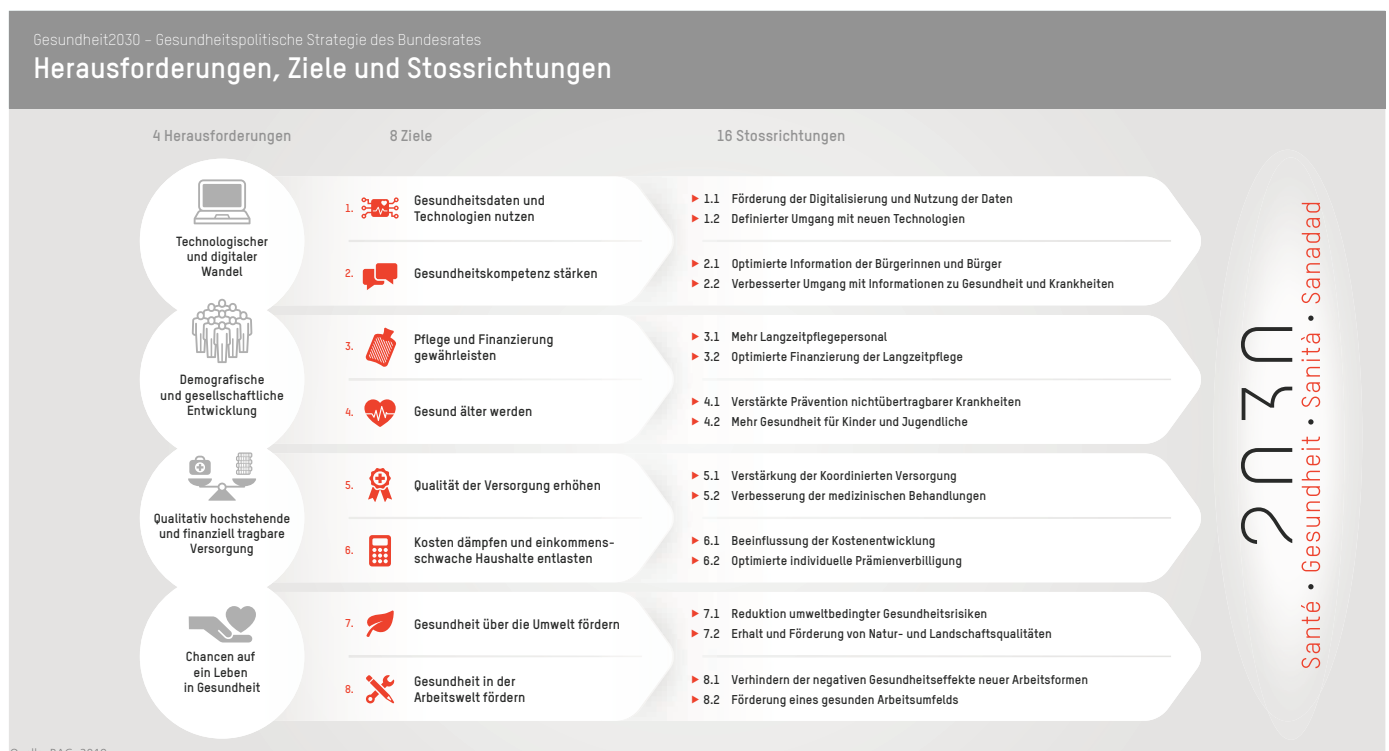 Gesundheit2030 – Gesundheitspolitische Strategie des Bundesrates
Herausforderungen, Ziele und Stossrichtungen
4 Herausforderungen
8 Ziele
16 Stossrichtungen
Technologischer
und digitaler
Wandel
1.
Gesundheitsdaten und
Technologien nutzen
▶ 1.1 Förderung der Digitalisierung und Nutzung der Daten
▶ 1.2 Definierter Umgang mit neuen Technologien
2.
Gesundheitskompetenz stärken
▶ 2.1 Optimierte Information der Bürgerinnen und Bürger
▶ 2.2 Verbesserter Umgang mit Informationen zu Gesundheit und Krankheiten
Demografische
und gesellschaftliche
Entwicklung
3.
Pflege und Finanzierung
gewährleisten
▶ 3.1 Mehr Langzeitpflegepersonal
▶ 3.2 Optimierte Finanzierung der Langzeitpflege
4.
Gesund älter werden
▶ 4.1 Verstärkte Prävention nichtübertragbarer Krankheiten
▶ 4.2 Mehr Gesundheit für Kinder und Jugendliche
Qualitativ hochstehende
und finanziell tragbare
Versorgung
5.
Qualität der Versorgung erhöhen
▶ 5.1 Verstärkung der Koordinierten Versorgung
▶ 5.2 Verbesserung der medizinischen Behandlungen
6.
Kosten dämpfen und einkommens-
schwache Haushalte entlasten
▶ 6.1 Beeinflussung der Kostenentwicklung
▶ 6.2 Optimierte individuelle Prämienverbilligung
Chancen auf
ein Leben
in Gesundheit
7.
Gesundheit über die Umwelt fördern
▶ 7.1 Reduktion umweltbedingter Gesundheitsrisiken
▶ 7.2 Erhalt und Förderung von Natur- und Landschaftsqualitäten
8.
Gesundheit in der
Arbeitswelt fördern
▶ 8.1 Verhindern der negativen Gesundheitseffekte neuer Arbeitsformen
▶ 8.2 Förderung eines gesunden Arbeitsumfelds
2030
Santé • Gesundheit • Sanità • Sanadad